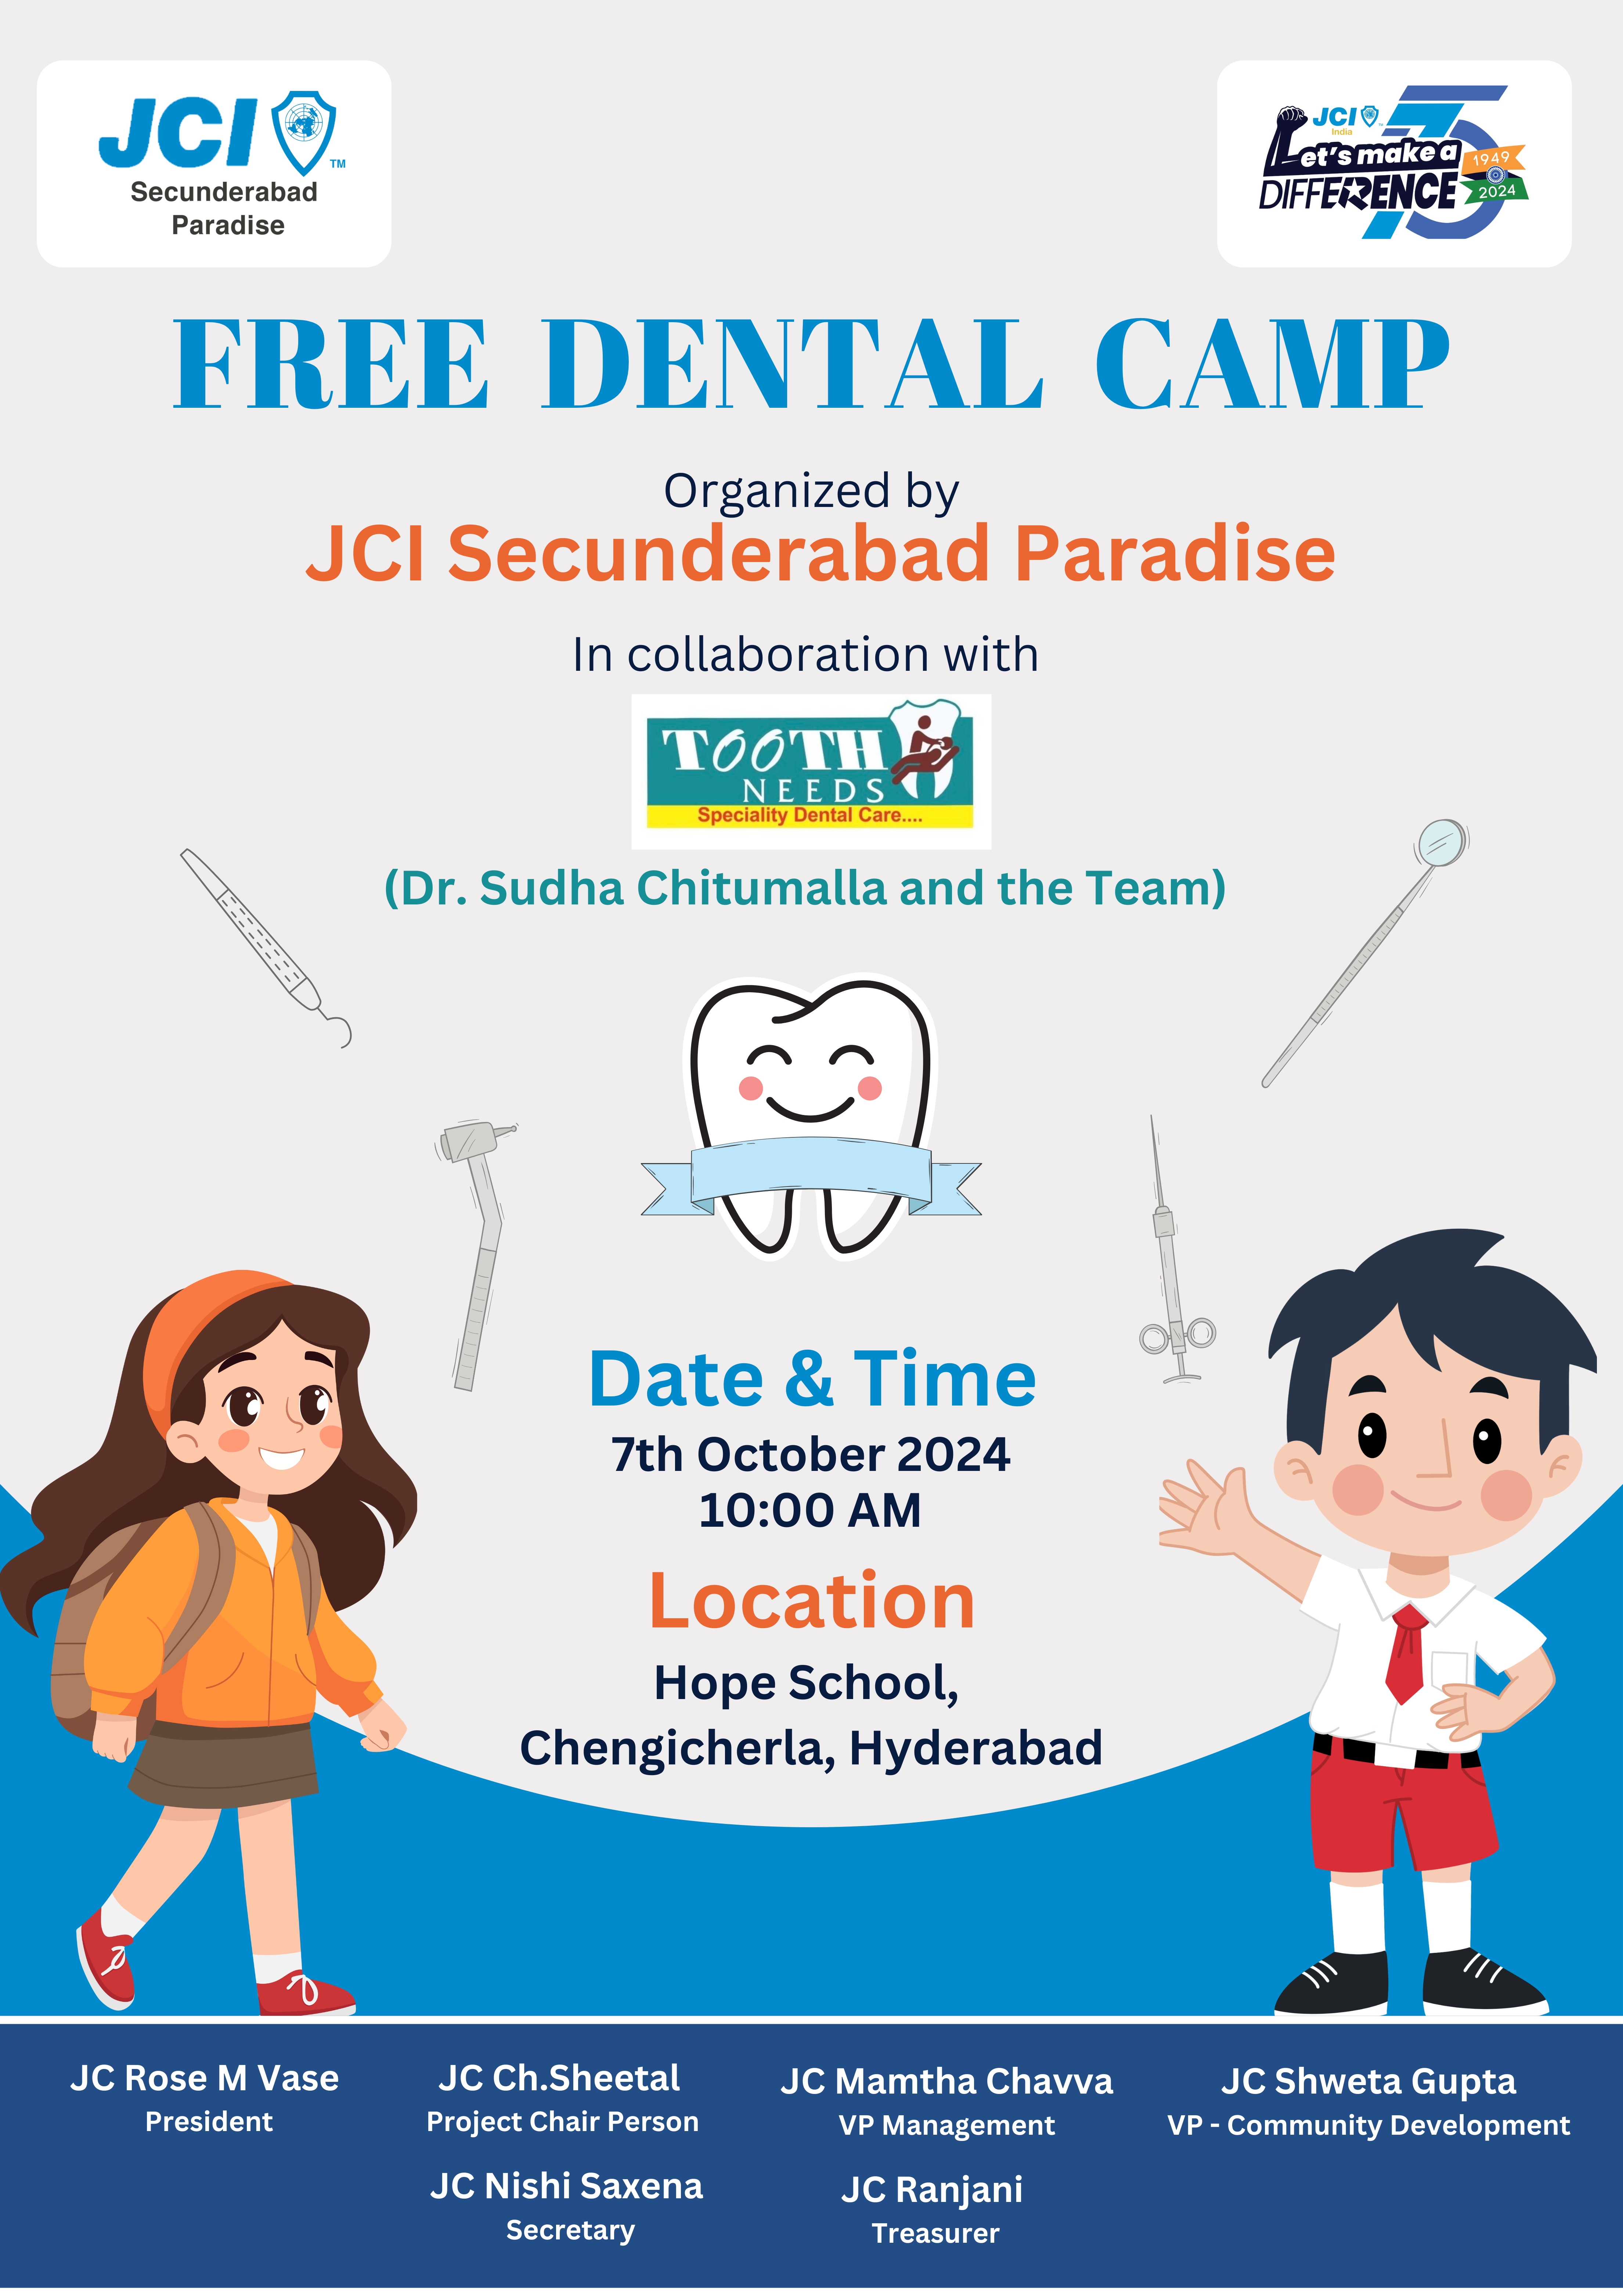 JCI
TM
Secunderabad
Paradise
JCI
India
75
Let's make a
DIFFERENCE
1949
2024
FREE DENTAL CAMP
Organized by
JCI Secunderabad Paradise
In collaboration with
TOOTH
NEEDS
Speciality Dental Care....
(Dr. Sudha Chitumalla and the Team)
Date & Time
7th October 2024
10:00 AM
Location
Hope School,
Chengicherla, Hyderabad
JC Rose M Vase
President
JC Ch.Sheetal
Project Chair Person
JC Mamtha Chavva
VP Management
JC Shweta Gupta
VP - Community Development
JC Nishi Saxena
Secretary
JC Ranjani
Treasurer